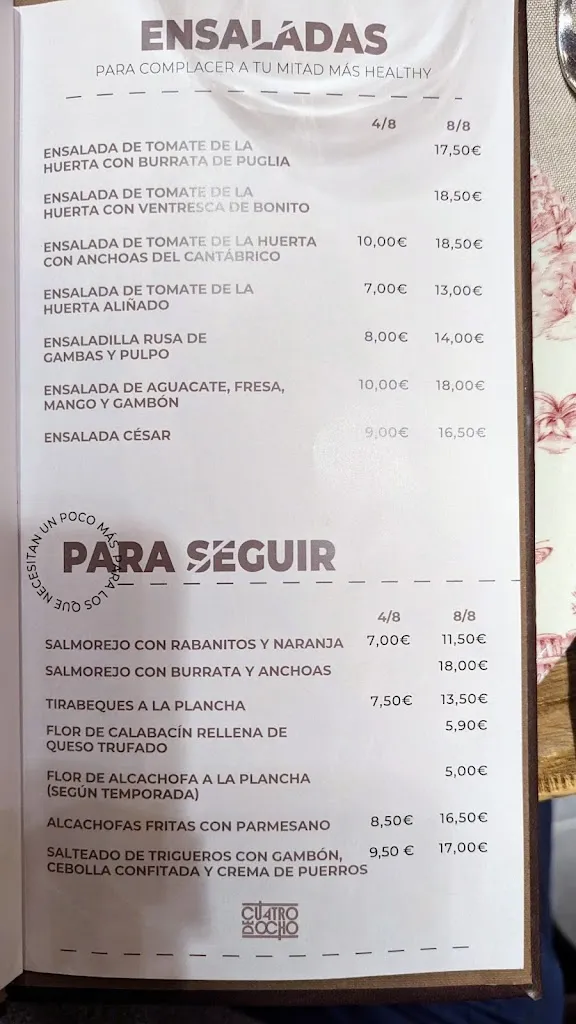 ENSALADAS
PARA COMPLACER A TU MITAD MÁS HEALTHY
4/8 8/8
ENSALADA DE TOMATE DE LA
HUERTA CON BURRATA DE PUGLIA 17,50€
ENSALADA DE TOMATE DE LA
HUERTA CON VENTRESCA DE BONITO 18,50€
ENSALADA DE TOMATE DE LA HUERTA 10,00€ 18,50€
CON ANCHOAS DEL CANTÁBRICO
ENSALADA DE TOMATE DE LA 7,00€ 13,00€
HUERTA ALIÑADO
ENSALADILLA RUSA DE 8,00€ 14,00€
GAMBAS Y PULPO
ENSALADA DE AGUACATE, FRESA, 10,00€ 18,00€
MANGO Y GAMBÓN
ENSALADA CÉSAR 9,00€ 16,50€
PARA LOS QUE NECESITAN UN POCO MÁS
PARA SEGUIR
4/8 8/8
SALMOREJO CON RABANITOS Y NARANJA 7,00€ 11,50€
SALMOREJO CON BURRATA Y ANCHOAS 18,00€
TIRABEQUES A LA PLANCHA 7,50€ 13,50€
FLOR DE CALABACÍN RELLENA DE 5,90€
QUESO TRUFADO
FLOR DE ALCACHOFA A LA PLANCHA 5,00€
(SEGÚN TEMPORADA)
ALCACHOFAS FRITAS CON PARMESANO 8,50€ 16,50€
SALTEADO DE TRIGUEROS CON GAMBÓN, 9,50 € 17,00€
CEBOLLA CONFITADA Y CREMA DE PUERROS
CUATRO
DE OCHO